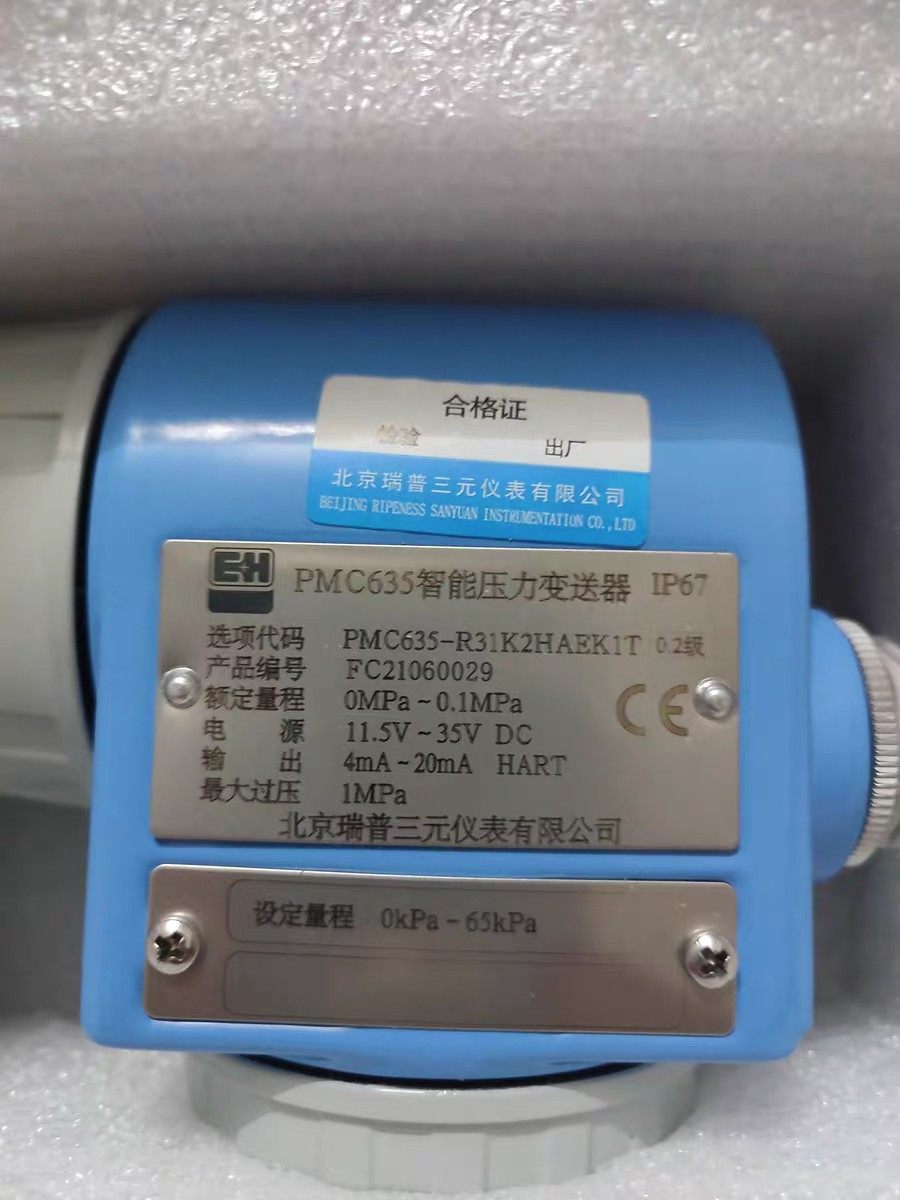 合格证
检验 出厂
北京瑞普三元仪表有限公司
BEIJING RIPENESS SANYUAN INSTRUMENTATION CO.,LTD
E+H PMC635智能压力变送器 IP67
选项代码 PMC635-R31K2HAEK1T 0.2级
产品编号 FC21060029
额定量程 0MPa~0.1MPa
电 源 11.5V~35V DC
输 出 4mA~20mA HART
最大过压 1MPa
CE
北京瑞普三元仪表有限公司
设定量程 0kPa~65kPa